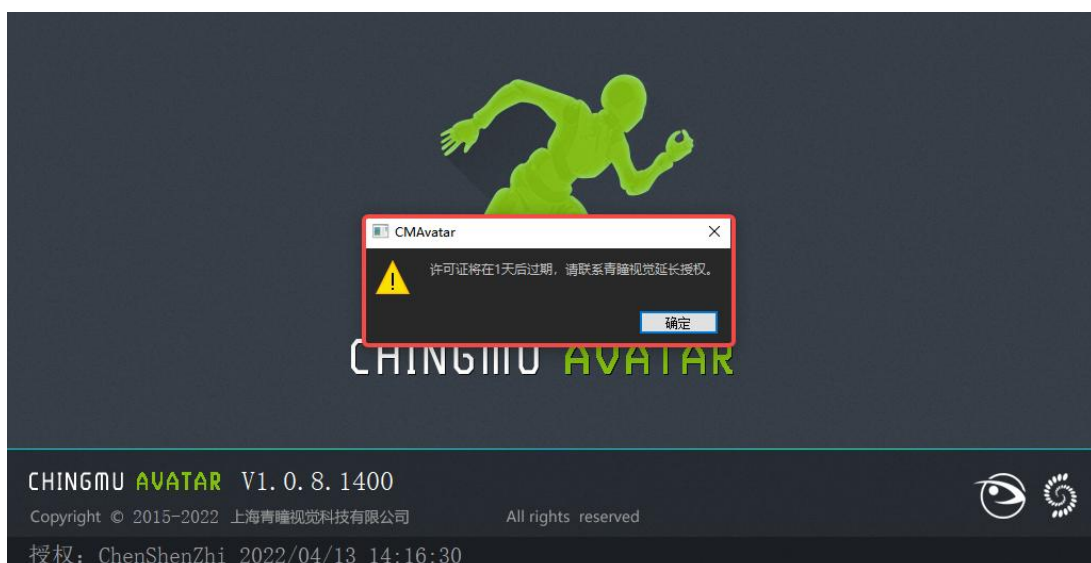 CMAvatar
许可证将在1天后过期，请联系青瞳视觉延长授权。
确定
CHINGMU AVATAR
CHINGMU AVATAR V1.0.8.1400
Copyright © 2015-2022 上海青瞳视觉科技有限公司 All rights reserved
授权: ChenShenZhi 2022/04/13 14:16:30